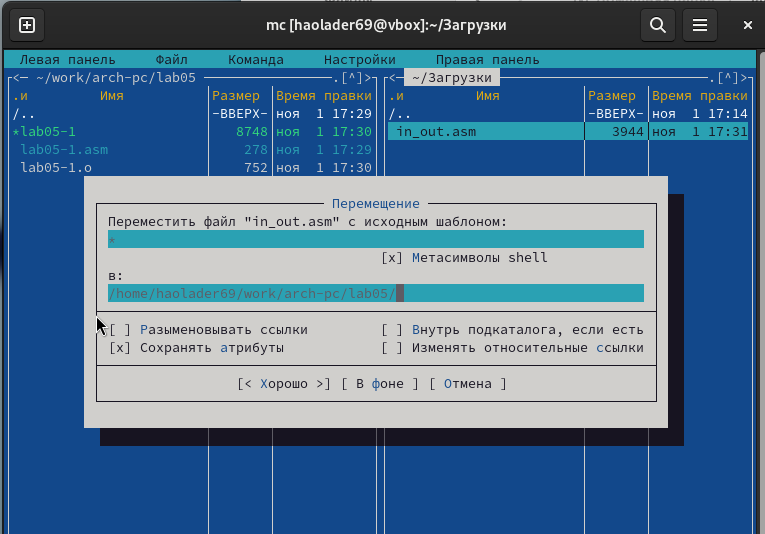 mc [haolader69@vbox]:~/Загрузки
Левая панель Файл Команда Настройки Правая панель
<— ~/work/arch-pc/lab05 .[^]> <— ~/Загрузки .[^]>
.и Имя Размер Время правки .и Имя Размер Время правки
/.. -ВВЕРХ- ноя 1 17:29 /.. -ВВЕРХ- ноя 1 17:14
*lab05-1 8748 ноя 1 17:30 in_out.asm 3944 ноя 1 17:31
lab05-1.asm 278 ноя 1 17:29
lab05-1.o 752 ноя 1 17:30
Перемещение
Переместить файл "in_out.asm" с исходным шаблоном:
*
[x] Метасимволы shell
в:
/home/haolader69/work/arch-pc/lab05/
[ ] Разыменовывать ссылки [ ] Внутрь подкаталога, если есть
[x] Сохранять атрибуты [ ] Изменять относительные ссылки
[< Хорошо >] [ В фоне ] [ Отмена ]